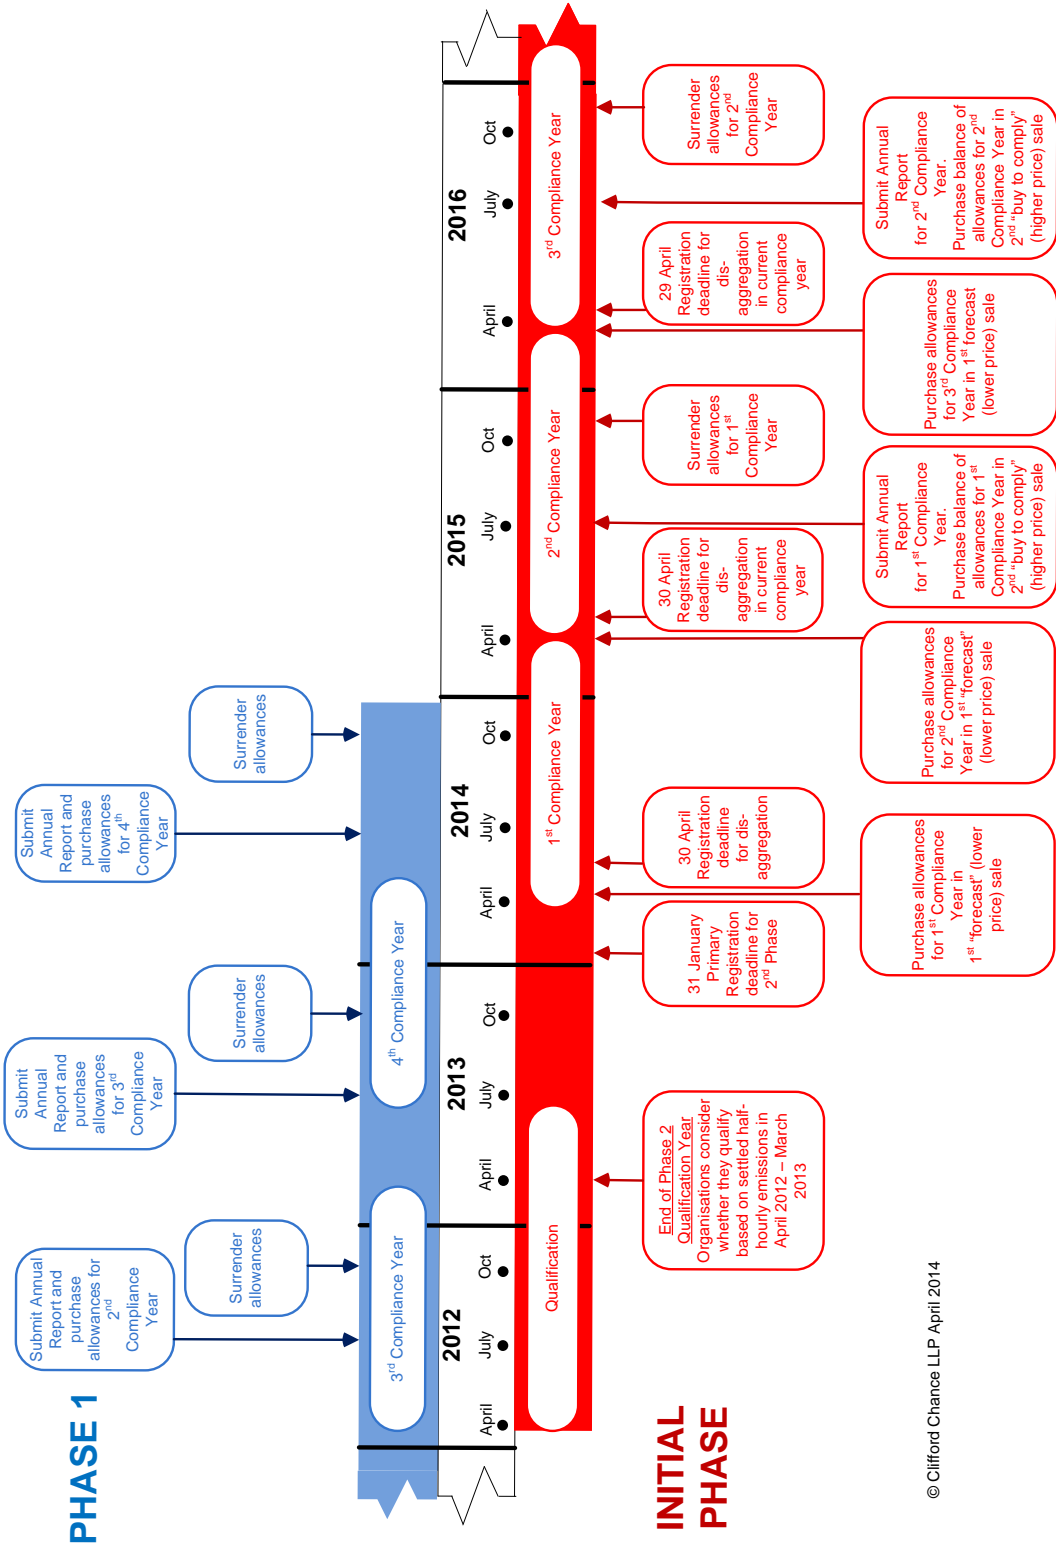 PHASE 1
Submit Annual
Report and
purchase
allowances for
2nd
Compliance
Year
Surrender
allowances
Submit
Annual
Report and
purchase
allowances
for 3rd
Compliance
Year
Surrender
allowances
Submit
Annual
Report and
purchase
allowances
for 4th
Compliance
Year
Surrender
allowances
3rd Compliance Year
4th Compliance Year
2012
2013
2014
2015
2016
April
July
Oct
April
July
Oct
April
July
Oct
April
July
Oct
April
July
Oct
Qualification
1st Compliance Year
2nd Compliance Year
3rd Compliance Year
INITIAL
PHASE
End of Phase 2
Qualification Year
Organisations consider
whether they qualify
based on settled half-
hourly emissions in
April 2012 – March
2013
31 January
Primary
Registration
deadline for
2nd Phase
30 April
Registration
deadline
for dis-
aggregation
30 April
Registration
deadline for
dis-
aggregation
in current
compliance
year
Surrender
allowances
for 1st
Compliance
Year
29 April
Registration
deadline for
dis-
aggregation
in current
compliance
year
Surrender
allowances
for 2nd
Compliance
Year
Purchase allowances
for 1st Compliance
Year in
1st “forecast” (lower
price) sale
Purchase allowances
for 2nd Compliance
Year in 1st “forecast”
(lower price) sale
Submit Annual
Report
for 1st Compliance
Year.
Purchase balance of
allowances for 1st
Compliance Year in
2nd “buy to comply”
(higher price) sale
Purchase allowances
for 3rd Compliance
Year in 1st forecast
(lower price) sale
Submit Annual
Report
for 2nd Compliance
Year.
Purchase balance of
allowances for 2nd
Compliance Year in
2nd “buy to comply”
(higher price) sale
© Clifford Chance LLP April 2014